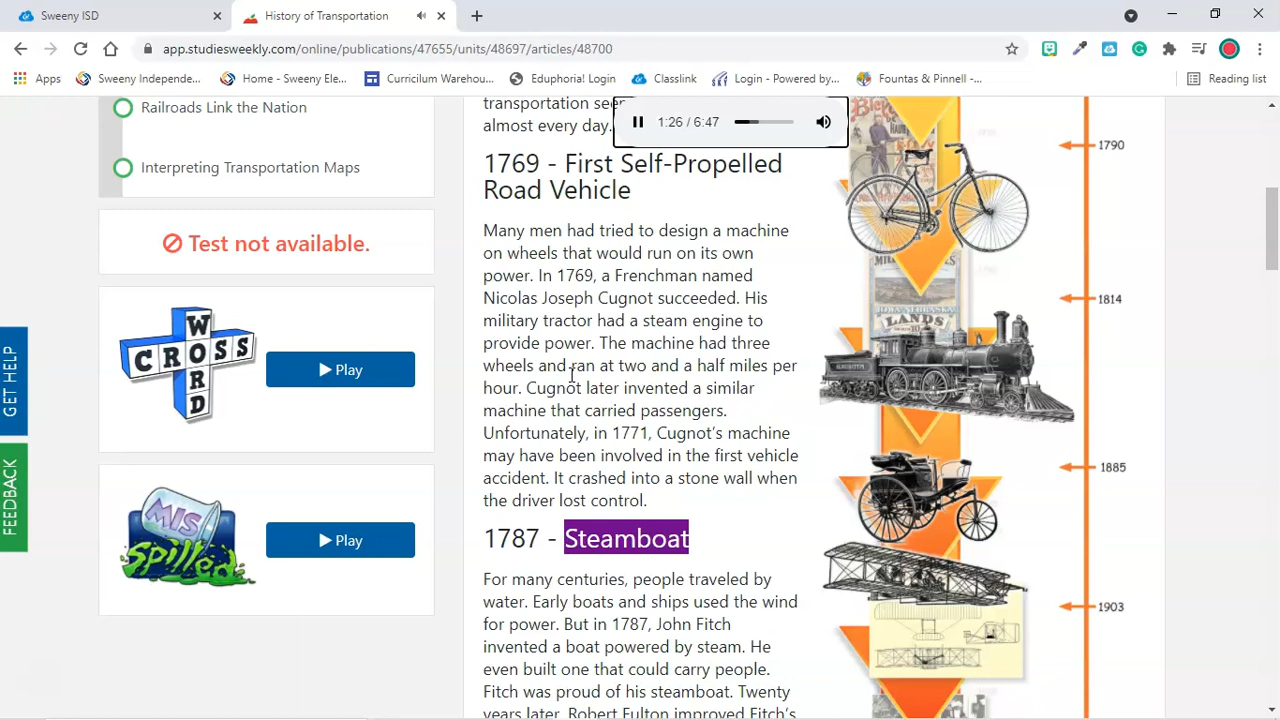 Sweeny ISD
History of Transportation
app.studiesweekly.com/online/publications/47655/units/48697/articles/48700
Apps
Sweeny Independe...
Home - Sweeny Ele...
Curriclum Warehou...
Eduphoria! Login
Classlink
Login - Powered by...
Fountas & Pinnell -...
Reading list
Railroads Link the Nation
Interpreting Transportation Maps
Test not available.
CROSS
WORD
Play
MIS
Spilled
Play
GET HELP
FEEDBACK
transportation see
almost every day.
1:26 / 6:47
1769 - First Self-Propelled
Road Vehicle
Many men had tried to design a machine
on wheels that would run on its own
power. In 1769, a Frenchman named
Nicolas Joseph Cugnot succeeded. His
military tractor had a steam engine to
provide power. The machine had three
wheels and ran at two and a half miles per
hour. Cugnot later invented a similar
machine that carried passengers.
Unfortunately, in 1771, Cugnot's machine
may have been involved in the first vehicle
accident. It crashed into a stone wall when
the driver lost control.
1787 - Steamboat
For many centuries, people traveled by
water. Early boats and ships used the wind
for power. But in 1787, John Fitch
invented a boat powered by steam. He
even built one that could carry people.
Fitch was proud of his steamboat. Twenty
years later, Robert Fulton improved Fitch's
1790
LANDS
1814
1885
1903